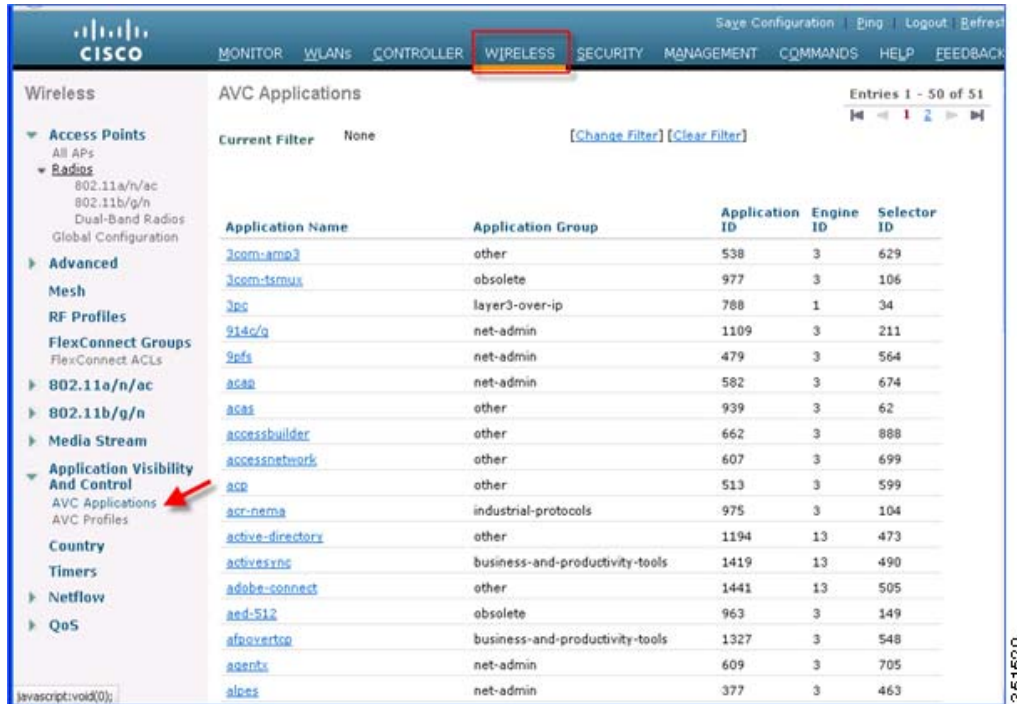 Save Configuration Ping Logout Refresh
CISCO MONITOR WLANs CONTROLLER WIRELESS SECURITY MANAGEMENT COMMANDS HELP FEEDBACK
Wireless
Access Points
All APs
Radios
802.11a/n/ac
802.11b/g/n
Dual-Band Radios
Global Configuration
Advanced
Mesh
RF Profiles
FlexConnect Groups
FlexConnect ACLs
802.11a/n/ac
802.11b/g/n
Media Stream
Application Visibility
And Control
AVC Applications
AVC Profiles
Country
Timers
Netflow
QoS
javascript:void(0);
AVC Applications
Entries 1 - 50 of 51
1 2
Current Filter None [Change Filter] [Clear Filter]
Application Name Application Group Application ID Engine ID Selector ID
3com-amp3 other 538 3 629
3com-tsmux obsolete 977 3 106
3pc layer3-over-ip 788 1 34
914c/g net-admin 1109 3 211
9pfs net-admin 479 3 564
acap net-admin 582 3 674
acas other 939 3 62
accessbuilder other 662 3 888
accessnetwork other 607 3 699
acp other 513 3 599
acr-nema industrial-protocols 975 3 104
active-directory other 1194 13 473
activesync business-and-productivity-tools 1419 13 490
adobe-connect other 1441 13 505
aed-512 obsolete 963 3 149
afpovertcp business-and-productivity-tools 1327 3 548
agentx net-admin 609 3 705
alpes net-admin 377 3 463
351520